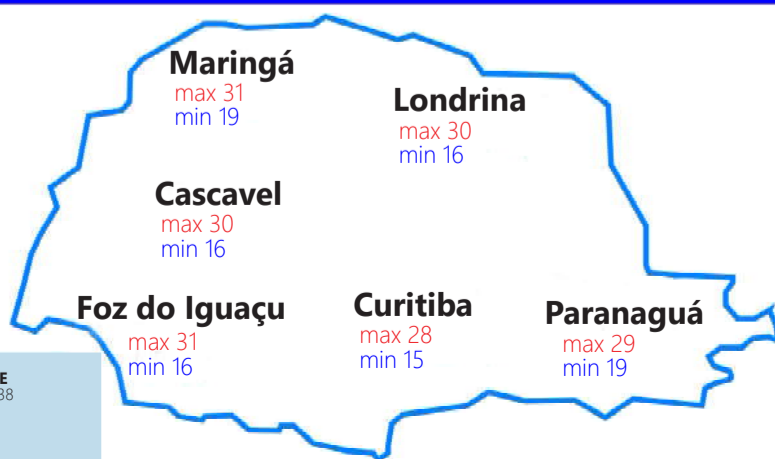 Maringá
max 31
min 19
Londrina
max 30
min 16
Cascavel
max 30
min 16
Foz do Iguaçu
max 31
min 16
Curitiba
max 28
min 15
Paranaguá
max 29
min 19